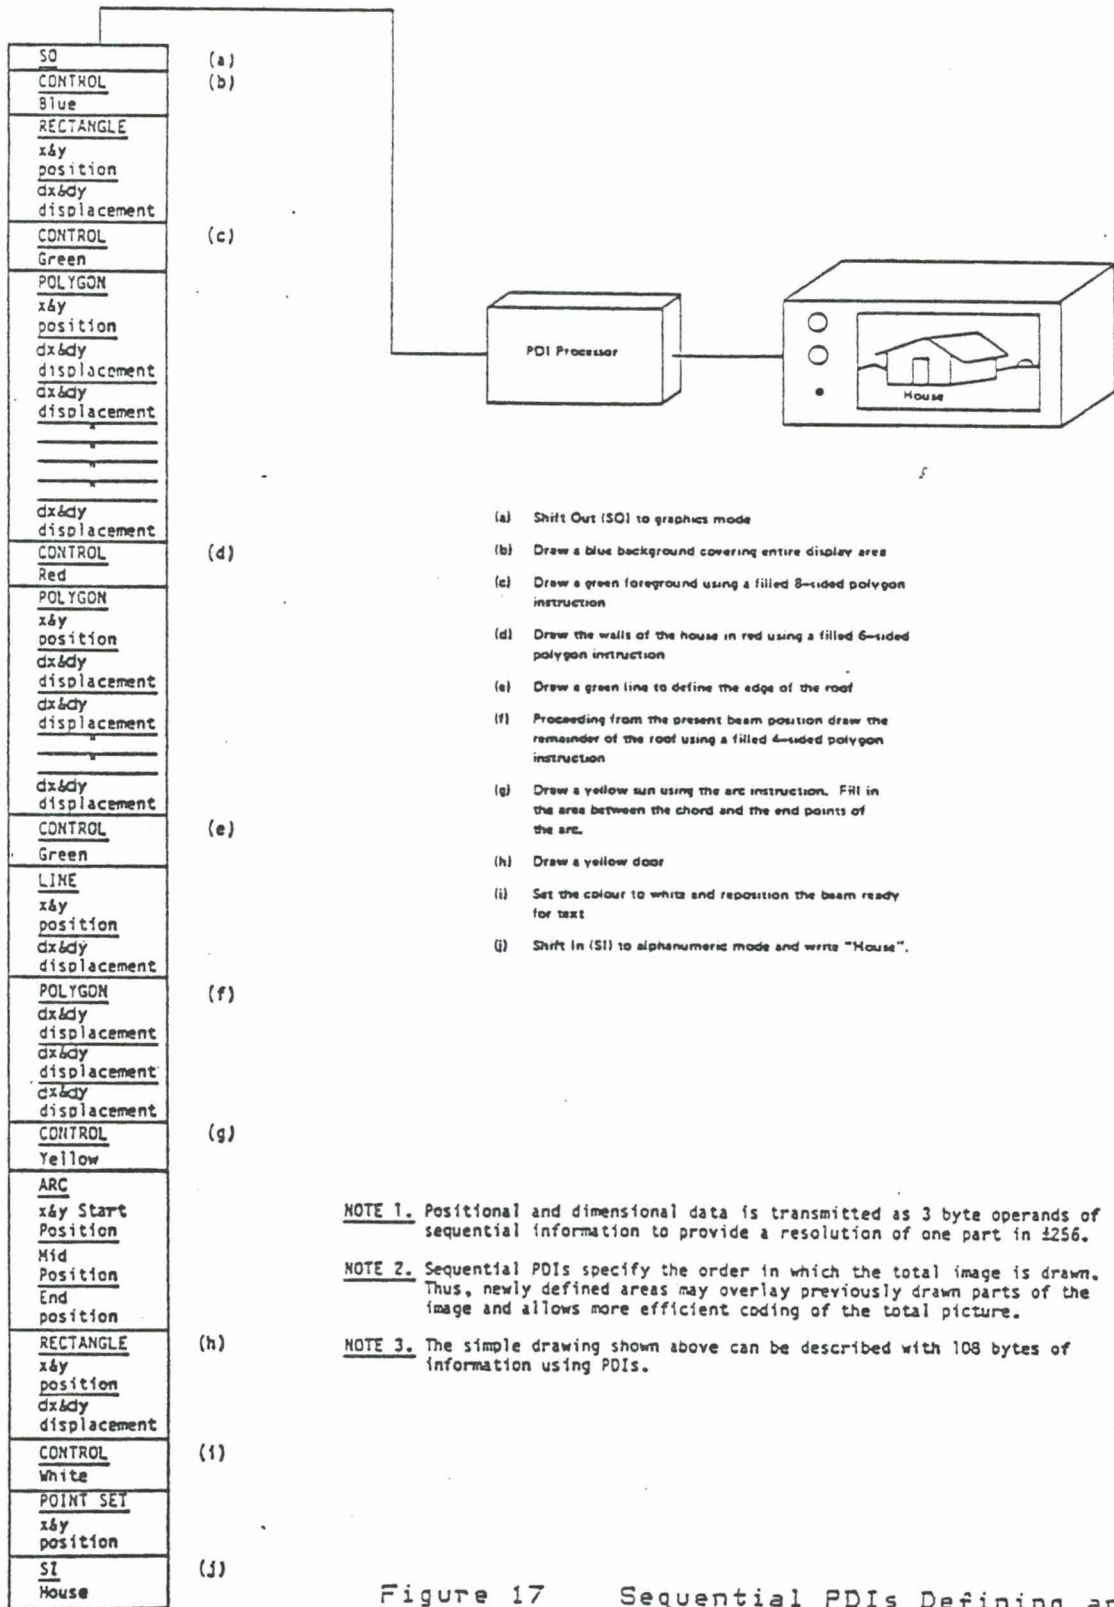 SO
(a)
CONTROL
(b)
Blue
RECTANGLE
x&y
position
dx&dy
displacement
CONTROL
(c)
Green
POLYGON
x&y
position
dx&dy
displacement
dx&dy
displacement
"
"
"
dx&dy
displacement
CONTROL
(d)
Red
POLYGON
x&y
position
dx&dy
displacement
dx&dy
displacement
"
"
dx&dy
displacement
CONTROL
(e)
Green
LINE
x&y
position
dx&dy
displacement
POLYGON
(f)
dx&dy
displacement
dx&dy
displacement
dx&dy
displacement
CONTROL
(g)
Yellow
ARC
x&y Start
Position
Mid
Position
End
position
RECTANGLE
(h)
x&y
position
dx&dy
displacement
CONTROL
(i)
White
POINT SET
x&y
position
SI
(j)
House
PDI Processor
House
(a) Shift Out (SO) to graphics mode
(b) Draw a blue background covering entire display area
(c) Draw a green foreground using a filled 8-sided polygon
instruction
(d) Draw the walls of the house in red using a filled 6-sided
polygon instruction
(e) Draw a green line to define the edge of the roof
(f) Proceeding from the present beam position draw the
remainder of the roof using a filled 4-sided polygon
instruction
(g) Draw a yellow sun using the arc instruction. Fill in
the area between the chord and the end points of
the arc.
(h) Draw a yellow door
(i) Set the colour to white and reposition the beam ready
for text
(j) Shift In (SI) to alphanumeric mode and write "House".
NOTE 1. Positional and dimensional data is transmitted as 3 byte operands of
sequential information to provide a resolution of one part in ±256.
NOTE 2. Sequential PDIs specify the order in which the total image is drawn.
Thus, newly defined areas may overlay previously drawn parts of the
image and allows more efficient coding of the total picture.
NOTE 3. The simple drawing shown above can be described with 108 bytes of
information using PDIs.
Figure 17 Sequential PDIs Defining an